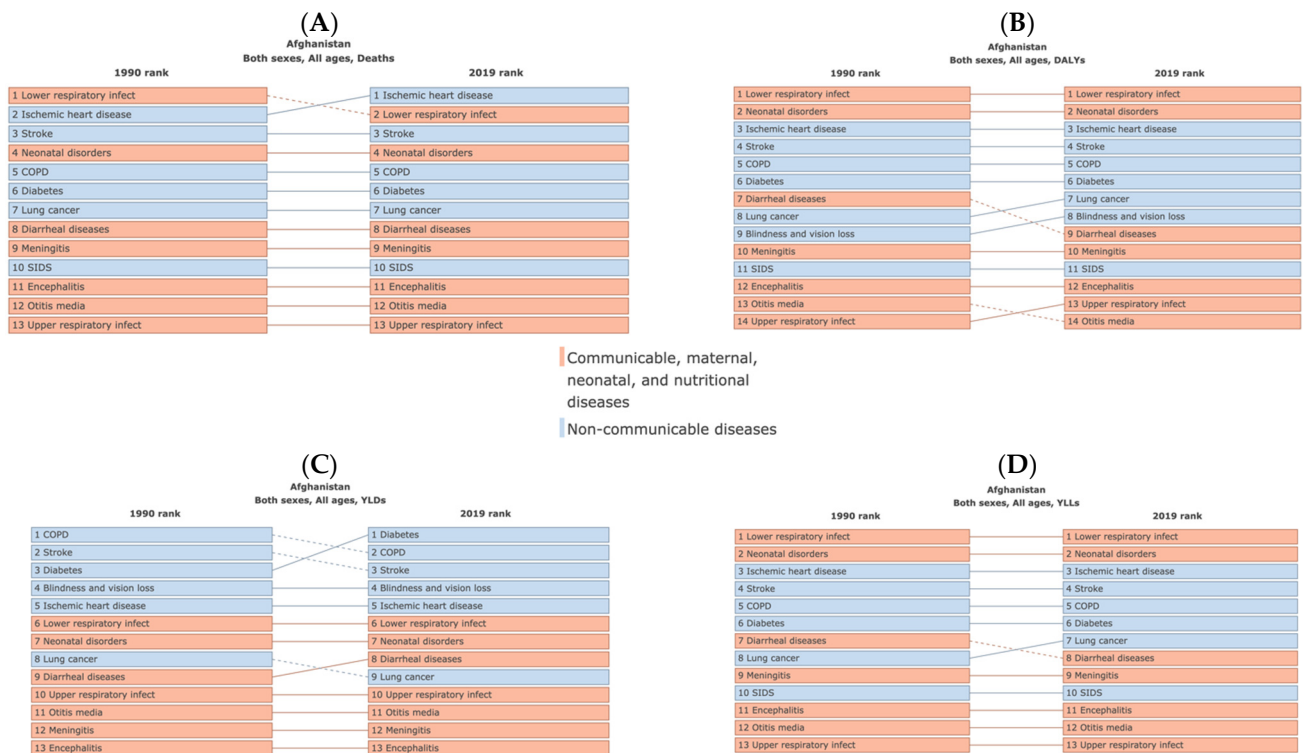 (A)
Afghanistan
Both sexes, All ages, Deaths
1990 rank
2019 rank
1 Lower respiratory infect
2 Ischemic heart disease
3 Stroke
4 Neonatal disorders
5 COPD
6 Diabetes
7 Lung cancer
8 Diarrheal diseases
9 Meningitis
10 SIDS
11 Encephalitis
12 Otitis media
13 Upper respiratory infect
1 Ischemic heart disease
2 Lower respiratory infect
3 Stroke
4 Neonatal disorders
5 COPD
6 Diabetes
7 Lung cancer
8 Diarrheal diseases
9 Meningitis
10 SIDS
11 Encephalitis
12 Otitis media
13 Upper respiratory infect
(B)
Afghanistan
Both sexes, All ages, DALYs
1990 rank
2019 rank
1 Lower respiratory infect
2 Neonatal disorders
3 Ischemic heart disease
4 Stroke
5 COPD
6 Diabetes
7 Diarrheal diseases
8 Lung cancer
9 Blindness and vision loss
10 Meningitis
11 SIDS
12 Encephalitis
13 Otitis media
14 Upper respiratory infect
1 Lower respiratory infect
2 Neonatal disorders
3 Ischemic heart disease
4 Stroke
5 COPD
6 Diabetes
7 Lung cancer
8 Blindness and vision loss
9 Diarrheal diseases
10 Meningitis
11 SIDS
12 Encephalitis
13 Upper respiratory infect
14 Otitis media
Communicable, maternal,
neonatal, and nutritional
diseases
Non-communicable diseases
(C)
Afghanistan
Both sexes, All ages, YLDs
1990 rank
2019 rank
1 COPD
2 Stroke
3 Diabetes
4 Blindness and vision loss
5 Ischemic heart disease
6 Lower respiratory infect
7 Neonatal disorders
8 Lung cancer
9 Diarrheal diseases
10 Upper respiratory infect
11 Otitis media
12 Meningitis
13 Encephalitis
1 Diabetes
2 COPD
3 Stroke
4 Blindness and vision loss
5 Ischemic heart disease
6 Lower respiratory infect
7 Neonatal disorders
8 Diarrheal diseases
9 Lung cancer
10 Upper respiratory infect
11 Otitis media
12 Meningitis
13 Encephalitis
(D)
Afghanistan
Both sexes, All ages, YLLs
1990 rank
2019 rank
1 Lower respiratory infect
2 Neonatal disorders
3 Ischemic heart disease
4 Stroke
5 COPD
6 Diabetes
7 Diarrheal diseases
8 Lung cancer
9 Meningitis
10 SIDS
11 Encephalitis
12 Otitis media
13 Upper respiratory infect
1 Lower respiratory infect
2 Neonatal disorders
3 Ischemic heart disease
4 Stroke
5 COPD
6 Diabetes
7 Lung cancer
8 Diarrheal diseases
9 Meningitis
10 SIDS
11 Encephalitis
12 Otitis media
13 Upper respiratory infect